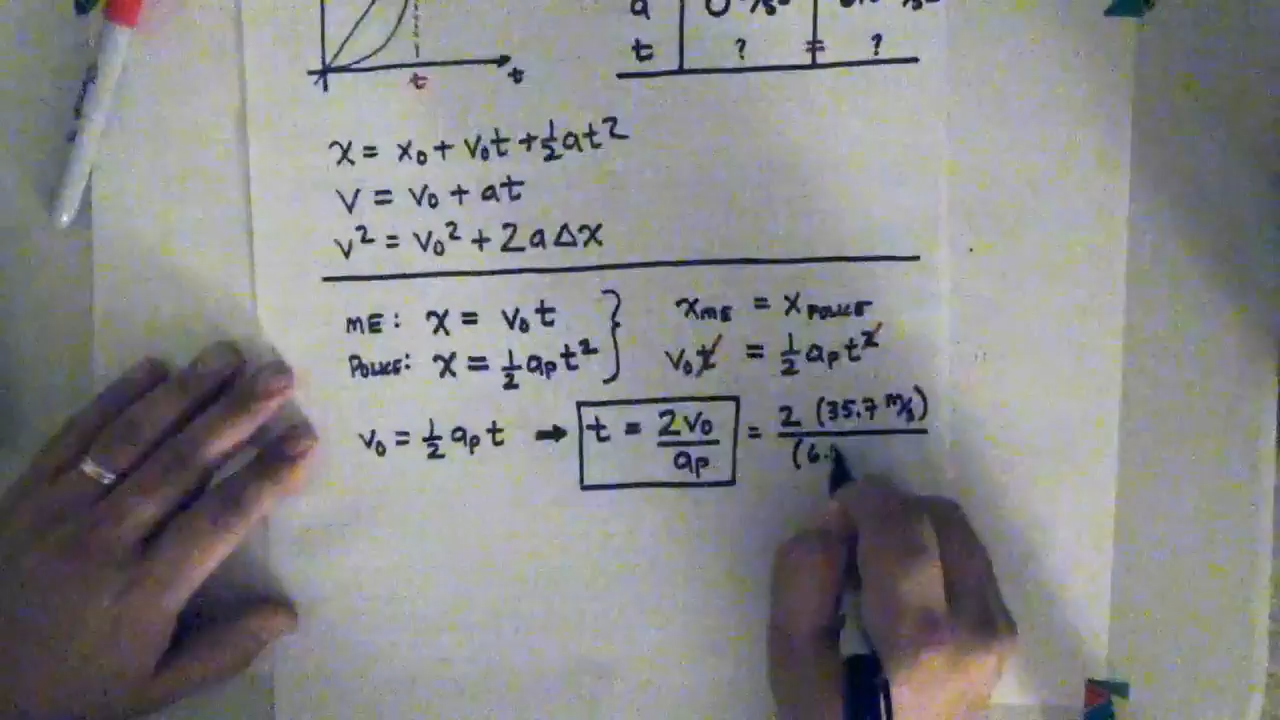 t ? = ?
t t
x = x₀ + v₀t + ½at²
v = v₀ + at
v² = v₀² + 2aΔx
ME: x = v₀t
POLICE: x = ½aₚt²
x_ME = x_POLICE
v₀t = ½aₚt²
v₀ = ½aₚt → t = 2v₀/aₚ = 2 (35.7 m/s)/(6.